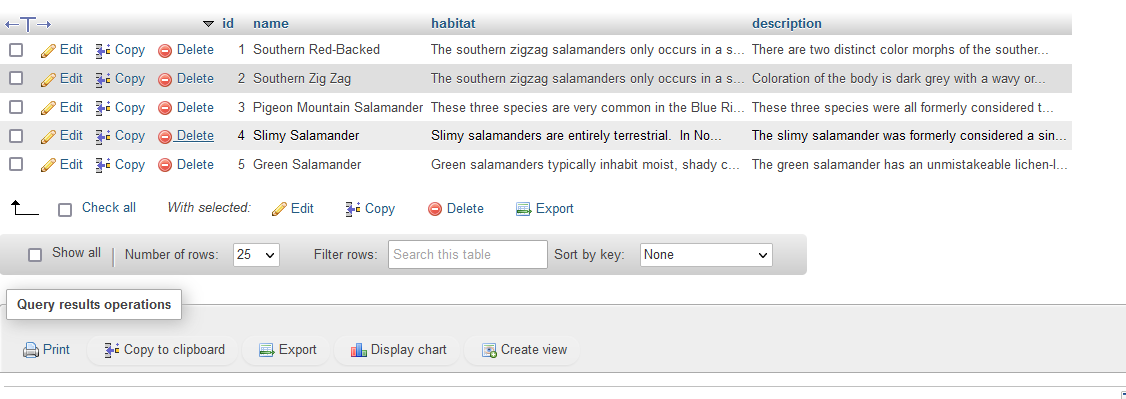 id name habitat description
Edit Copy Delete 1 Southern Red-Backed The southern zigzag salamanders only occurs in a s... There are two distinct color morphs of the souther...
Edit Copy Delete 2 Southern Zig Zag The southern zigzag salamanders only occurs in a s... Coloration of the body is dark grey with a wavy or...
Edit Copy Delete 3 Pigeon Mountain Salamander These three species are very common in the Blue Ri... These three species were all formerly considered t...
Edit Copy Delete 4 Slimy Salamander Slimy salamanders are entirely terrestrial. In No... The slimy salamander was formerly considered a sin...
Edit Copy Delete 5 Green Salamander Green salamanders typically inhabit moist, shady c... The green salamander has an unmistakeable lichen-l...
Check all With selected: Edit Copy Delete Export
Show all Number of rows: 25 Filter rows: Search this table Sort by key: None
Query results operations
Print Copy to clipboard Export Display chart Create view